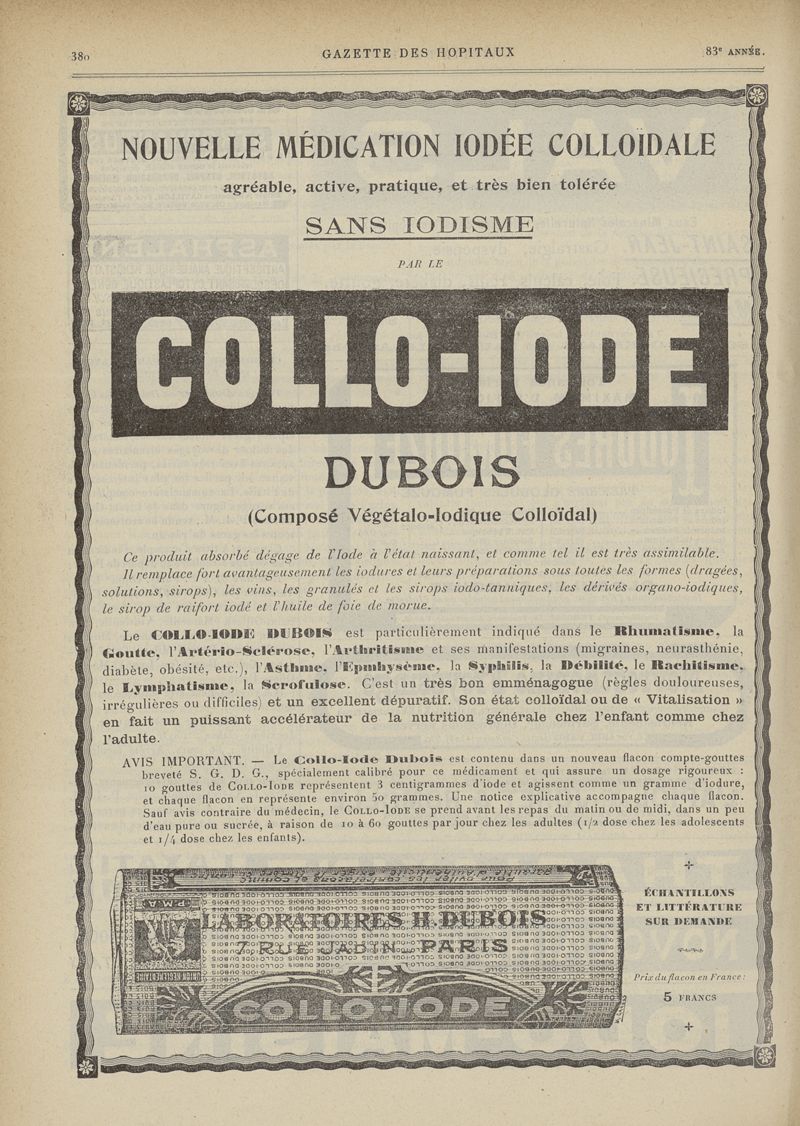 380
GAZETTE DES HOPITAUX
83e ANNÉE.
NOUVELLE MÉDICATION IODÉE COLLOÏDALE
agréable, active, pratique, et très bien tolérée
SANS IODISME
PAR LE
COLLO-IODE
DUBOIS
(Composé Végétalo-Iodique Colloïdal)
Ce produit absorbé dégage de l'Iode à l'état naissant, et comme tel il est très assimilable.
Il remplace fort avantageusement les iodures et leurs préparations sous toutes les formes (dragées,
solutions, sirops), les vins, les granulés et les sirops iodo-tanniques, les dérivés organo-iodiques,
le sirop de raifort iodé et l'huile de foie de morue.
Le COLLO-IODE DUBOIS est particulièrement indiqué dans le Rhumatisme, la
Goutte, l'Artério-Sclérose, l'Arthritisme et ses manifestations (migraines, neurasthénie,
diabète, obésité, etc.), l'Asthme, l'Epmhysème, la Syphilis, la Débilité, le Rachitisme,
le Lymphatisme, la Scrofulose. C'est un très bon emménagogue (règles douloureuses,
irrégulières ou difficiles) et un excellent dépuratif. Son état colloïdal ou de « Vitalisation »
en fait un puissant accélérateur de la nutrition générale chez l'enfant comme chez
l'adulte.
AVIS IMPORTANT. — Le Collo-Iode Dubois est contenu dans un nouveau flacon compte-gouttes
breveté S. G. D. G., spécialement calibré pour ce médicament et qui assure un dosage rigoureux :
10 gouttes de COLLO-IODE représentent 3 centigrammes d'iode et agissent comme un gramme d'iodure,
et chaque flacon en représente environ 50 grammes. Une notice explicative accompagne chaque flacon.
Sauf avis contraire du médecin, le COLLO-IODE se prend avant les repas du matin ou de midi, dans un peu
d'eau pure ou sucrée, à raison de 10 à 60 gouttes par jour chez les adultes (1/2 dose chez les adolescents
et 1/4 dose chez les enfants).
LABORATOIRES H. DUBOIS
7, RUE JADIN, PARIS
COLLO-IODE
ÉCHANTILLONS
ET LITTÉRATURE
SUR DEMANDE
Prix du flacon en France :
5 FRANCS